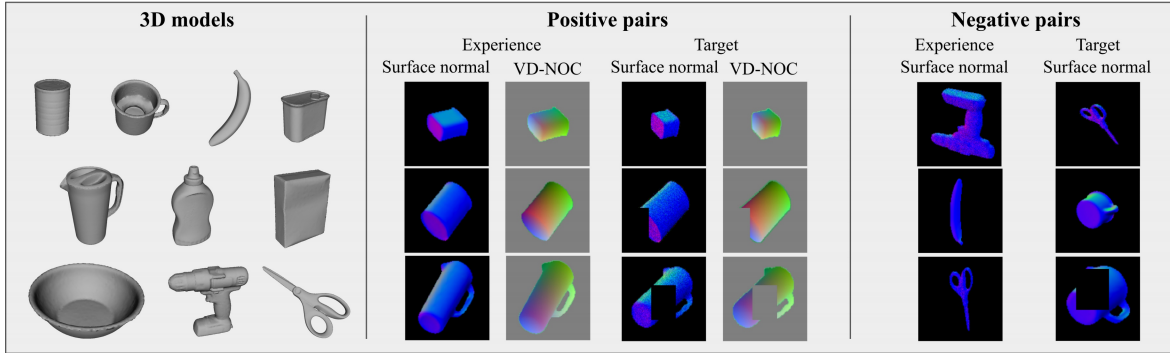 3D models
Positive pairs
Negative pairs
Experience
Target
Experience
Target
Surface normal
VD-NOC
Surface normal
VD-NOC
Surface normal
Surface normal